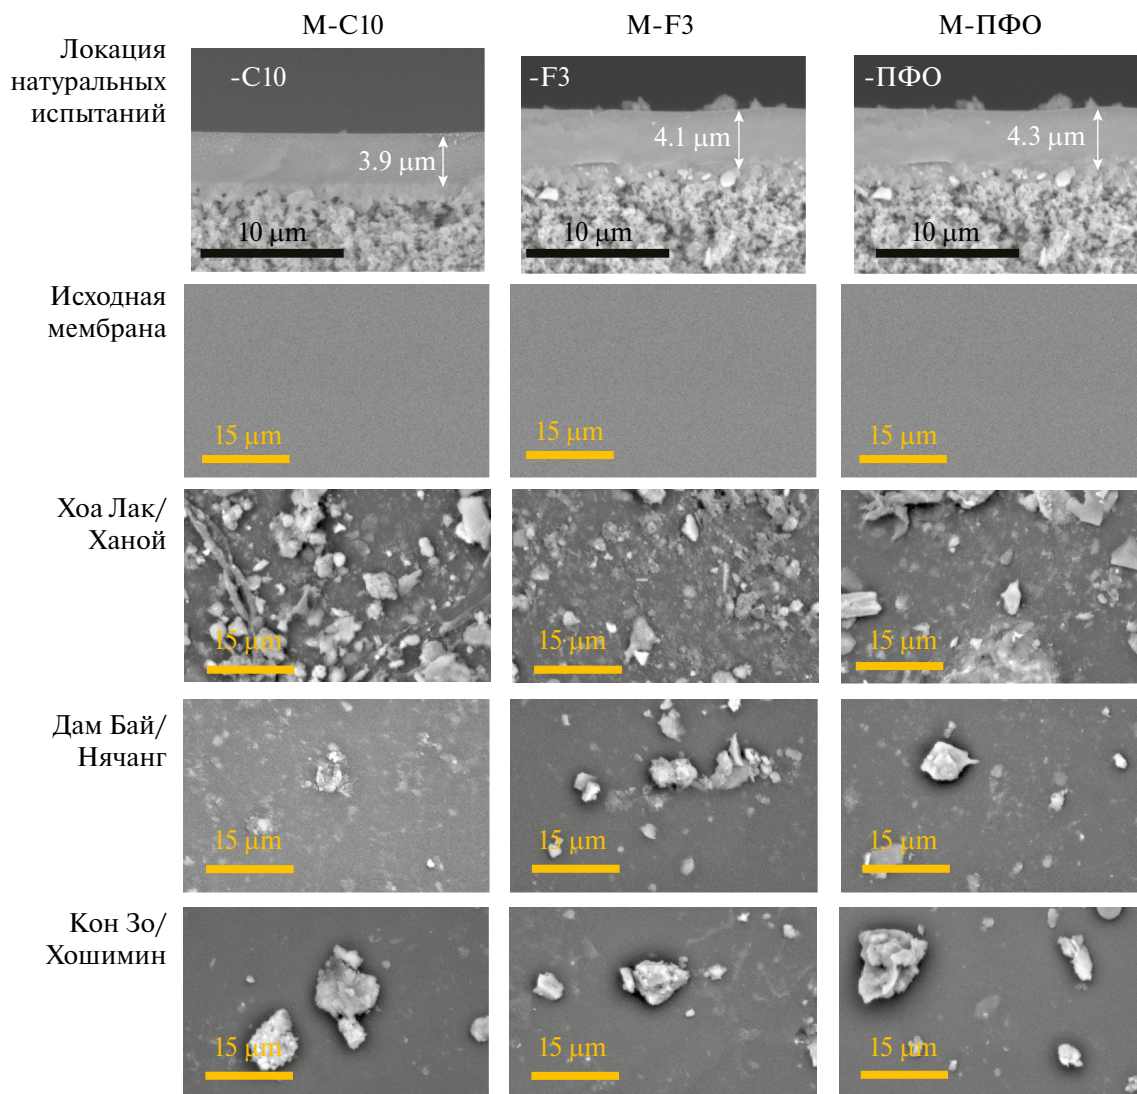 М-С10
М-F3
М-ПФО
Локация
натуральных
испытаний
-C10
3.9 μm
10 μm
-F3
4.1 μm
10 μm
-ПФО
4.3 μm
10 μm
Исходная
мембрана
15 μm
15 μm
15 μm
Хоа Лак/
Ханой
15 μm
15 μm
15 μm
Дам Бай/
Нячанг
15 μm
15 μm
15 μm
Кон Зо/
Хошимин
15 μm
15 μm
15 μm